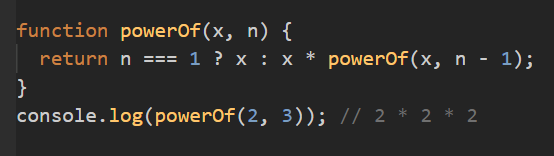 function powerOf(x, n) {
  return n === 1 ? x : x * powerOf(x, n - 1);
}
console.log(powerOf(2, 3)); // 2 * 2 * 2